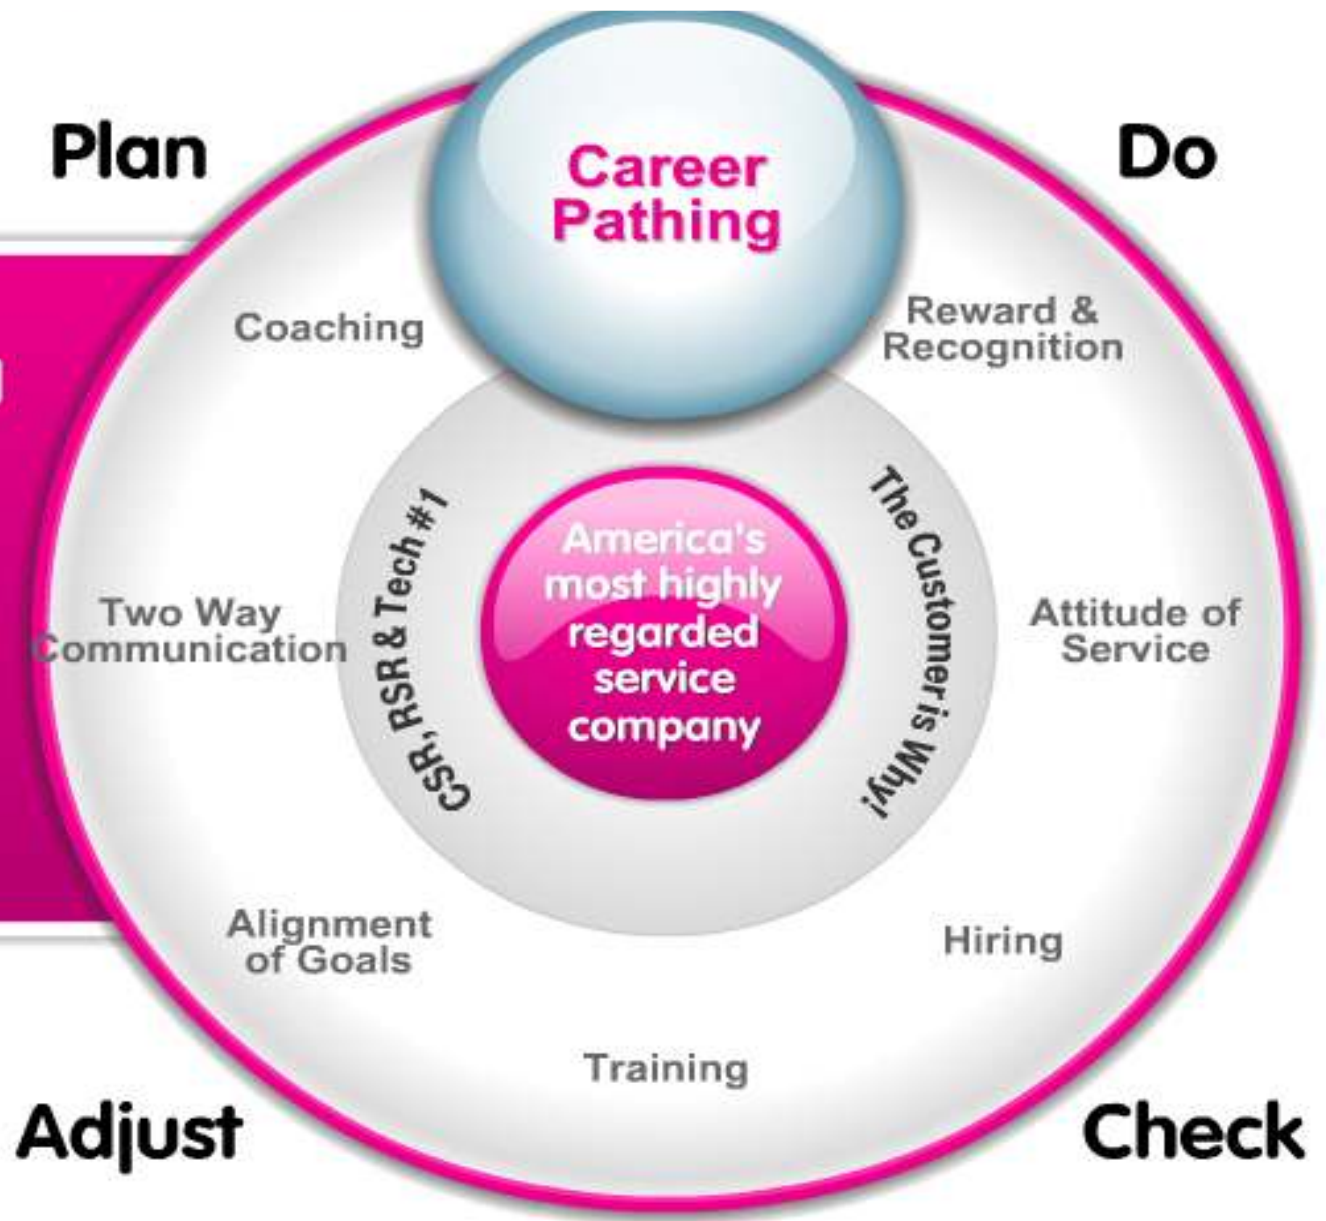 Plan
Do
Career
Pathing
Coaching
Reward &
Recognition
CSR, RSR & Tech #1
The Customer is Why!
America's
most highly
regarded
service
company
Two Way
Communication
Attitude of
Service
Alignment
of Goals
Hiring
Training
Adjust
Check